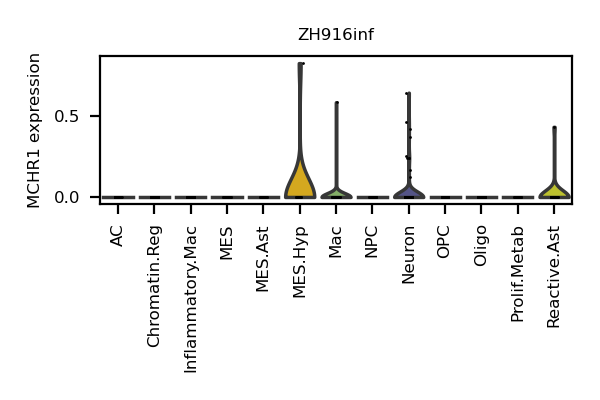 ZH916inf
MCHR1 expression
0.5
0.0
AC
Chromatin.Reg
Inflammatory.Mac
MES
MES.Ast
MES.Hyp
Mac
NPC
Neuron
OPC
Oligo
Prolif.Metab
Reactive.Ast